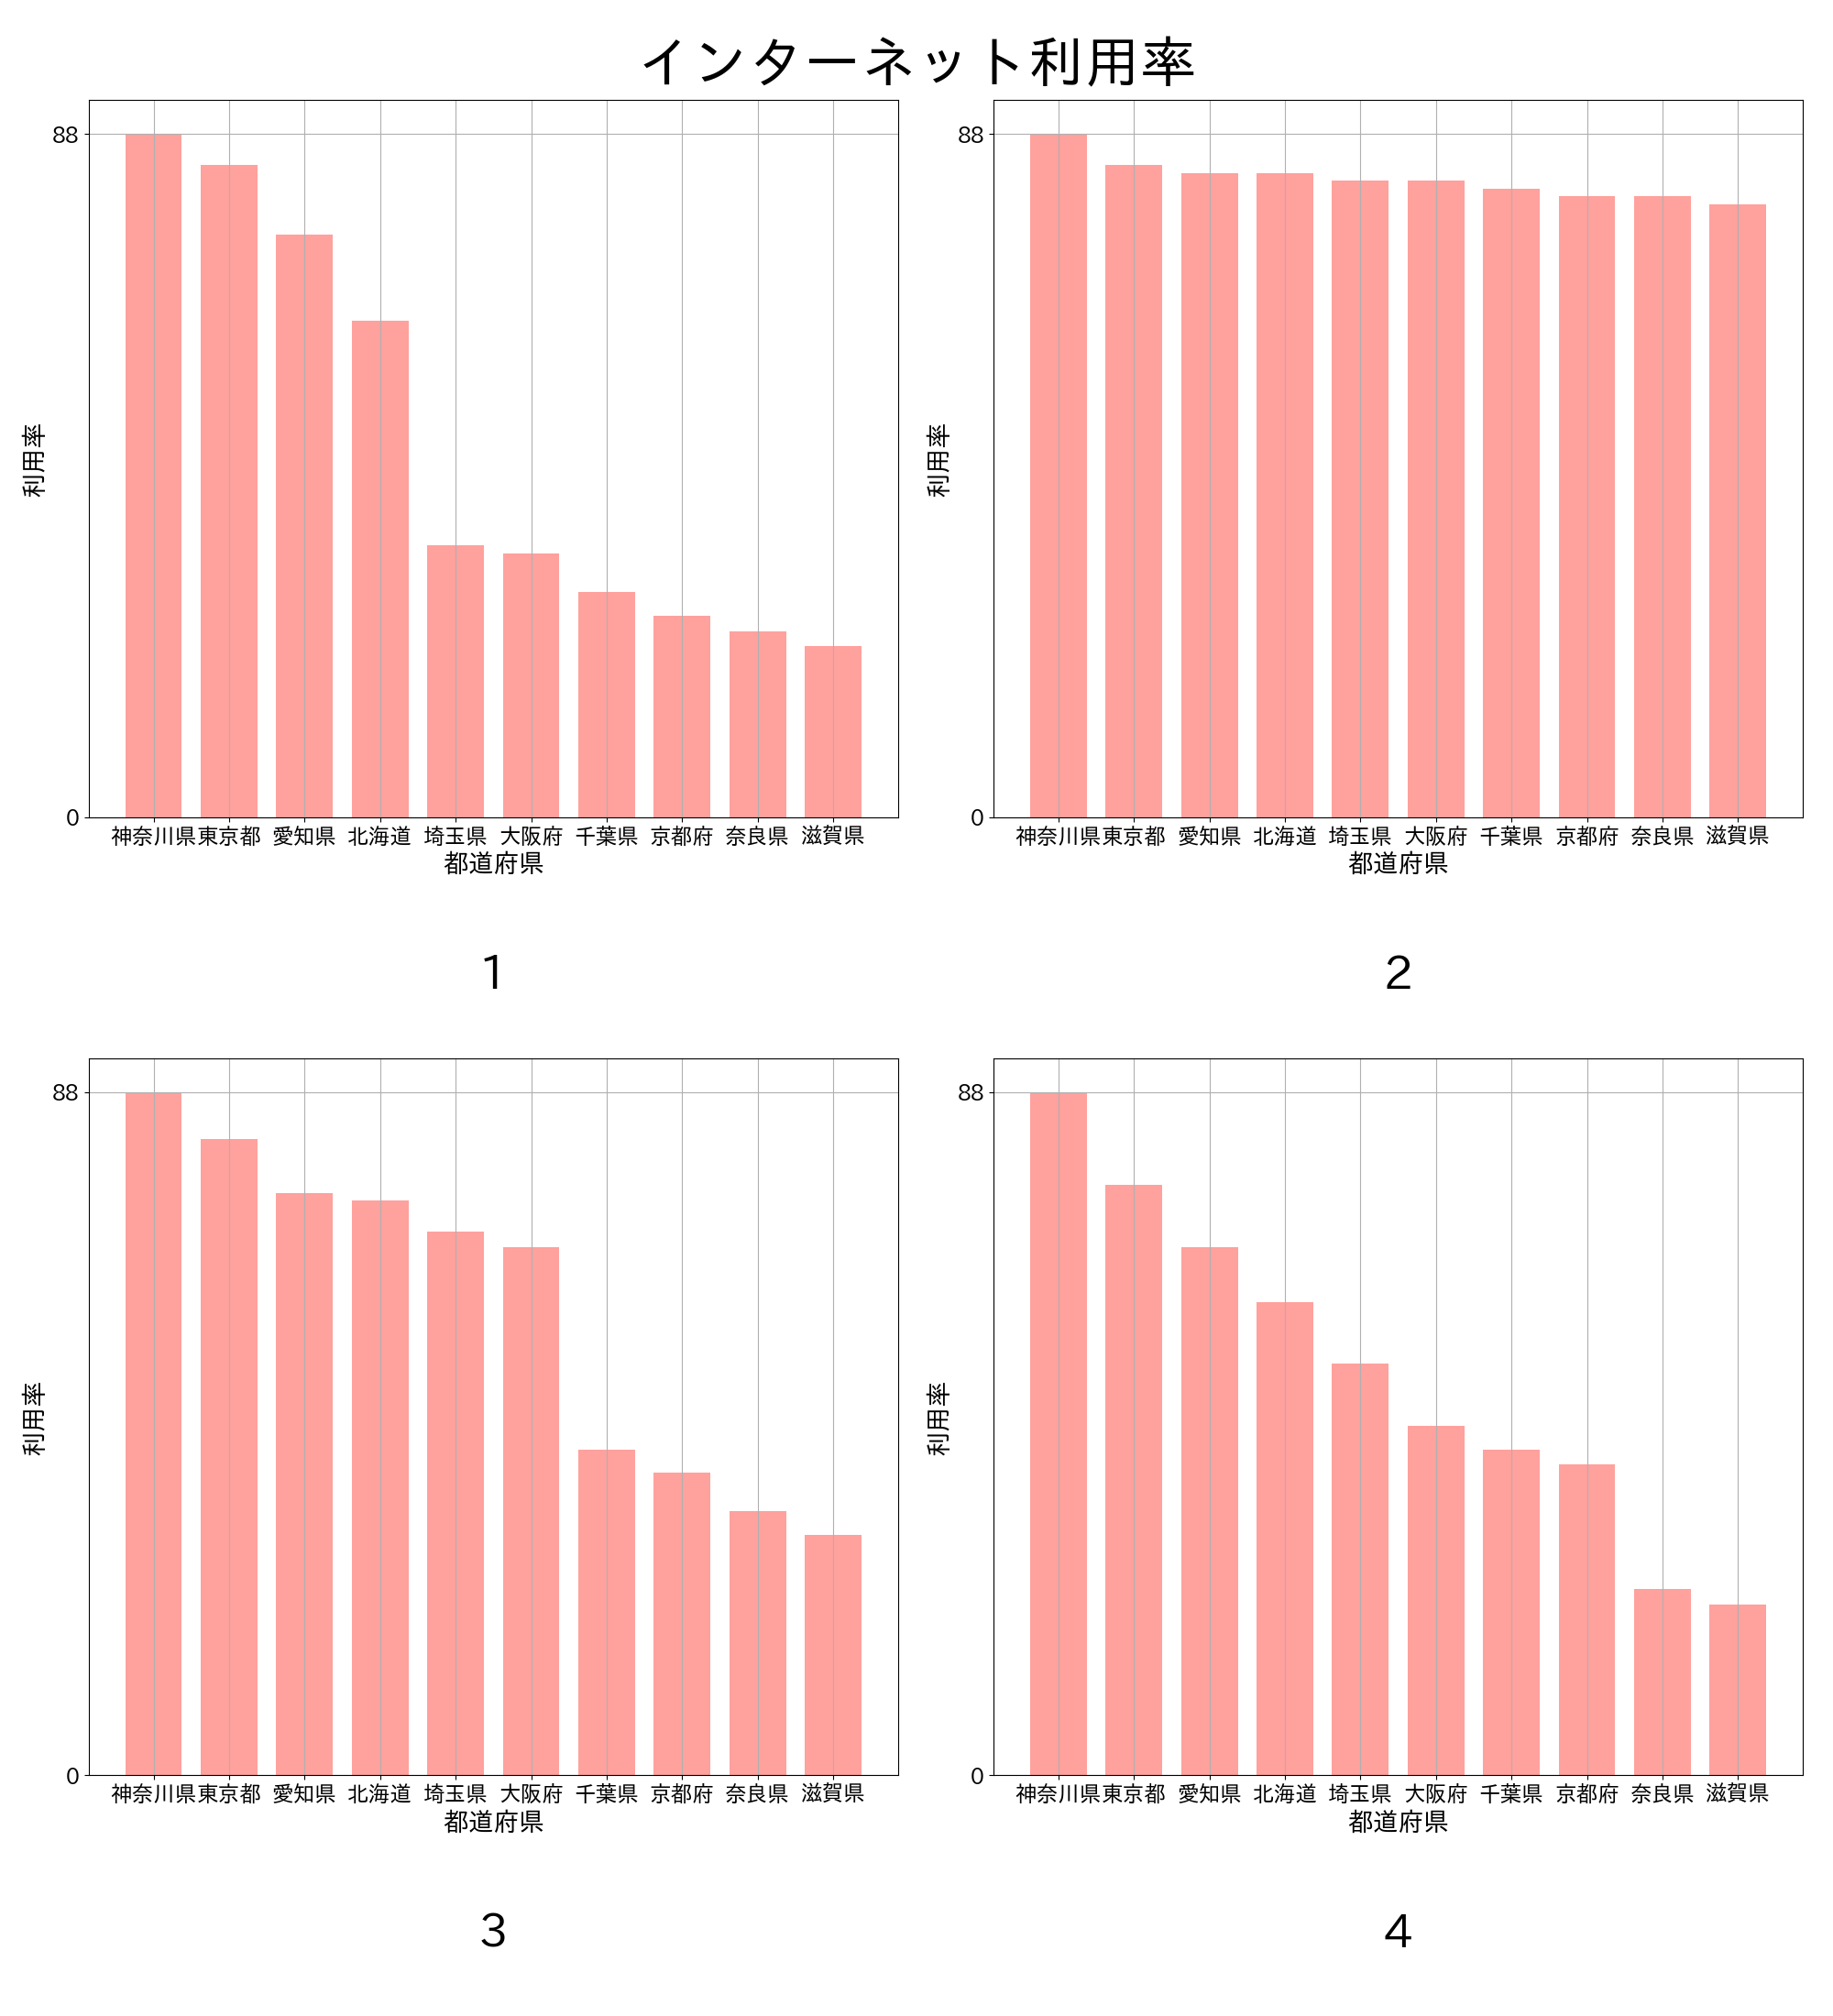 インターネット利用率
88
0
利用率
神奈川県 東京都 愛知県 北海道 埼玉県 大阪府 千葉県 京都府 奈良県 滋賀県
都道府県
1
88
0
利用率
神奈川県 東京都 愛知県 北海道 埼玉県 大阪府 千葉県 京都府 奈良県 滋賀県
都道府県
2
88
0
利用率
神奈川県 東京都 愛知県 北海道 埼玉県 大阪府 千葉県 京都府 奈良県 滋賀県
都道府県
3
88
0
利用率
神奈川県 東京都 愛知県 北海道 埼玉県 大阪府 千葉県 京都府 奈良県 滋賀県
都道府県
4